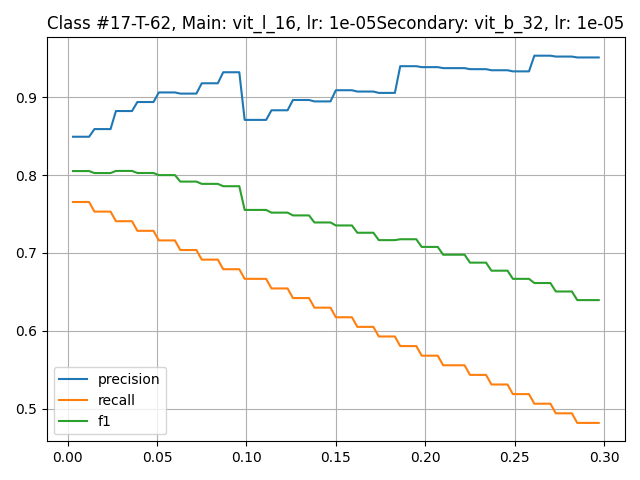 Class #17-T-62, Main: vit_l_16, lr: 1e-05Secondary: vit_b_32, lr: 1e-05
0.9
0.8
0.7
0.6
0.5
precision
recall
f1
0.00 0.05 0.10 0.15 0.20 0.25 0.30